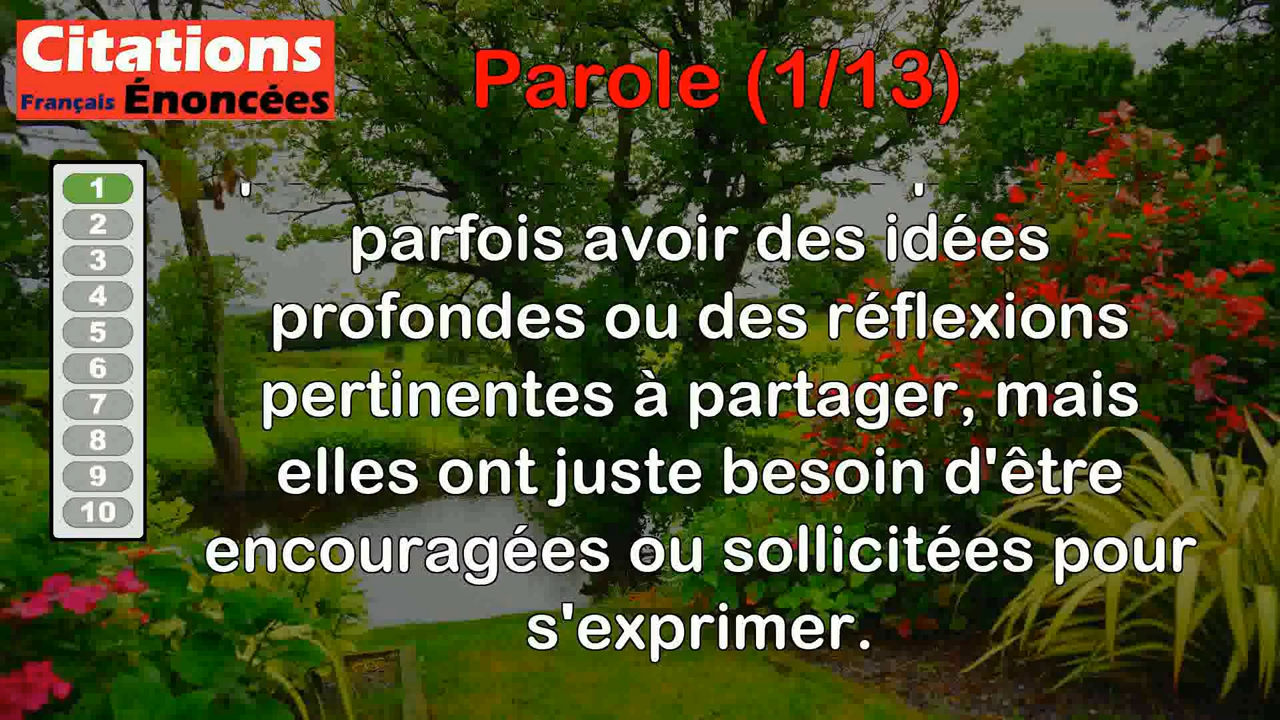 Citations
Français Énoncées
Parole (1/13)
1
2
3
4
5
6
7
8
9
10
parfois avoir des idées
profondes ou des réflexions
pertinentes à partager, mais
elles ont juste besoin d'être
encouragées ou sollicitées pour
s'exprimer.